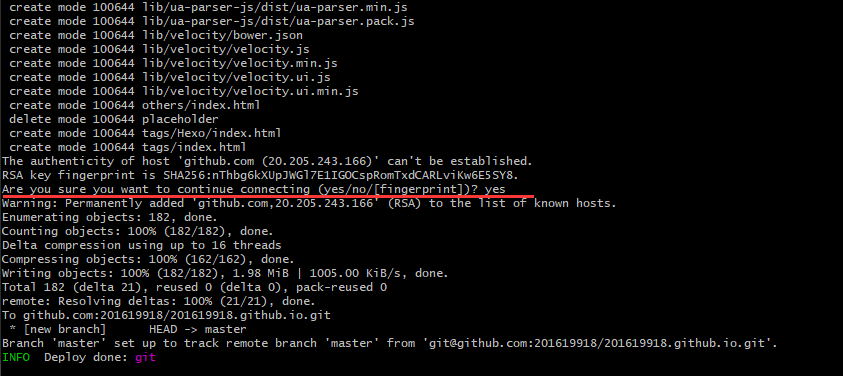 create mode 100644 lib/ua-parser-js/dist/ua-parser.min.js
create mode 100644 lib/ua-parser-js/dist/ua-parser.pack.js
create mode 100644 lib/velocity/bower.json
create mode 100644 lib/velocity/velocity.js
create mode 100644 lib/velocity/velocity.min.js
create mode 100644 lib/velocity/velocity.ui.js
create mode 100644 lib/velocity/velocity.ui.min.js
create mode 100644 others/index.html
delete mode 100644 placeholder
create mode 100644 tags/Hexo/index.html
create mode 100644 tags/index.html
The authenticity of host 'github.com (20.205.243.166)' can't be established.
RSA key fingerprint is SHA256:nThbg6kXUpJWGl7E1IGOCspRomTxdCARLviKw6E5SY8.
Are you sure you want to continue connecting (yes/no/[fingerprint])? yes
Warning: Permanently added 'github.com,20.205.243.166' (RSA) to the list of known hosts.
Enumerating objects: 182, done.
Counting objects: 100% (182/182), done.
Delta compression using up to 16 threads
Compressing objects: 100% (162/162), done.
Writing objects: 100% (182/182), 1.98 MiB | 1005.00 KiB/s, done.
Total 182 (delta 21), reused 0 (delta 0), pack-reused 0
remote: Resolving deltas: 100% (21/21), done.
To github.com:201619918/201619918.github.io.git
 * [new branch]      HEAD -> master
Branch 'master' set up to track remote branch 'master' from 'git@github.com:201619918/201619918.github.io.git'.
INFO  Deploy done: git